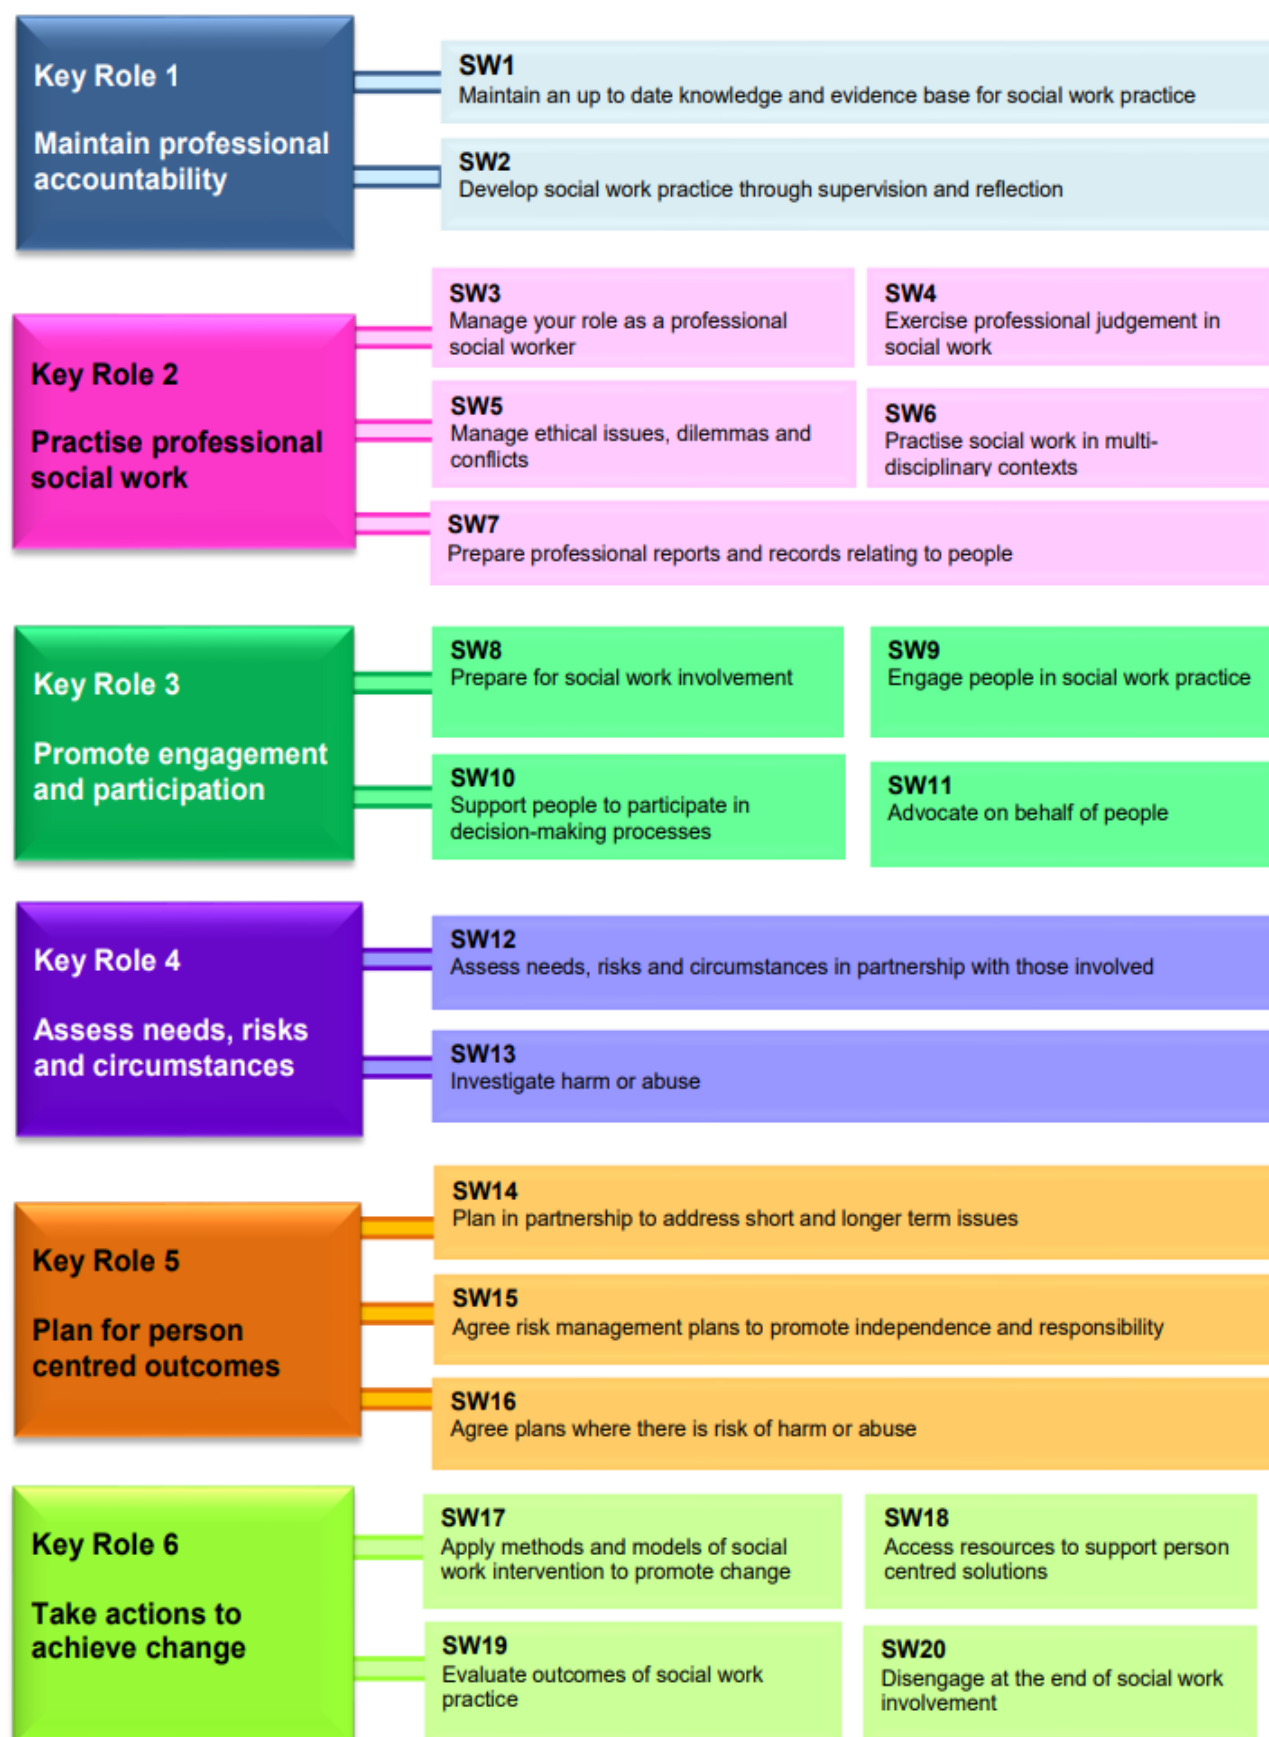 Key Role 1
Maintain professional
accountability
SW1
Maintain an up to date knowledge and evidence base for social work practice
SW2
Develop social work practice through supervision and reflection
Key Role 2
Practise professional
social work
SW3
Manage your role as a professional
social worker
SW4
Exercise professional judgement in
social work
SW5
Manage ethical issues, dilemmas and
conflicts
SW6
Practise social work in multi-
disciplinary contexts
SW7
Prepare professional reports and records relating to people
Key Role 3
Promote engagement
and participation
SW8
Prepare for social work involvement
SW9
Engage people in social work practice
SW10
Support people to participate in
decision-making processes
SW11
Advocate on behalf of people
Key Role 4
Assess needs, risks
and circumstances
SW12
Assess needs, risks and circumstances in partnership with those involved
SW13
Investigate harm or abuse
Key Role 5
Plan for person
centred outcomes
SW14
Plan in partnership to address short and longer term issues
SW15
Agree risk management plans to promote independence and responsibility
SW16
Agree plans where there is risk of harm or abuse
Key Role 6
Take actions to
achieve change
SW17
Apply methods and models of social
work intervention to promote change
SW18
Access resources to support person
centred solutions
SW19
Evaluate outcomes of social work
practice
SW20
Disengage at the end of social work
involvement